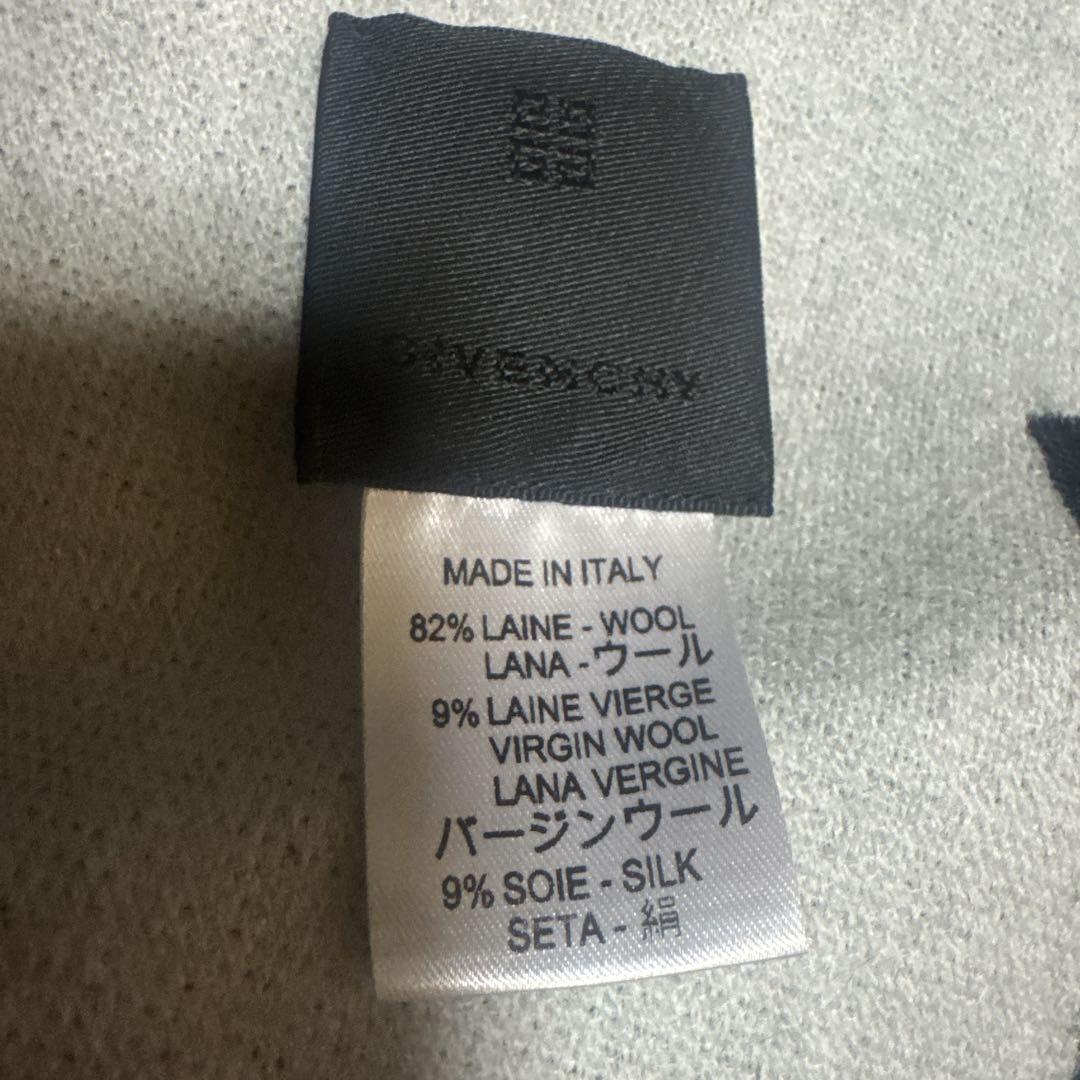 GIVENCHY
MADE IN ITALY
82% LAINE - WOOL
LANA - ウール
9% LAINE VIERGE
VIRGIN WOOL
LANA VERGINE
バージンウール
9% SOIE - SILK
SETA - 絹